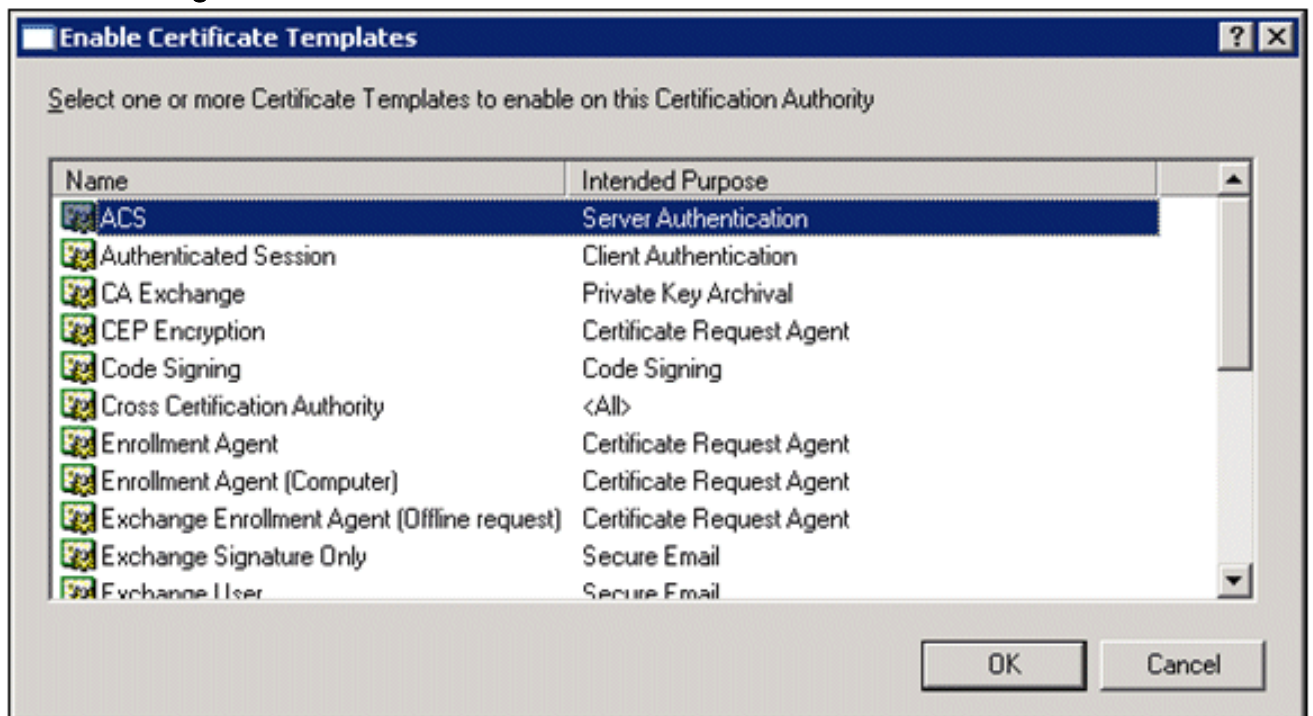 Enable Certificate Templates
Select one or more Certificate Templates to enable on this Certification Authority
Name Intended Purpose
ACS Server Authentication
Authenticated Session Client Authentication
CA Exchange Private Key Archival
CEP Encryption Certificate Request Agent
Code Signing Code Signing
Cross Certification Authority <All>
Enrollment Agent Certificate Request Agent
Enrollment Agent (Computer) Certificate Request Agent
Exchange Enrollment Agent (Offline request) Certificate Request Agent
Exchange Signature Only Secure Email
Exchange User Secure Email
OK Cancel